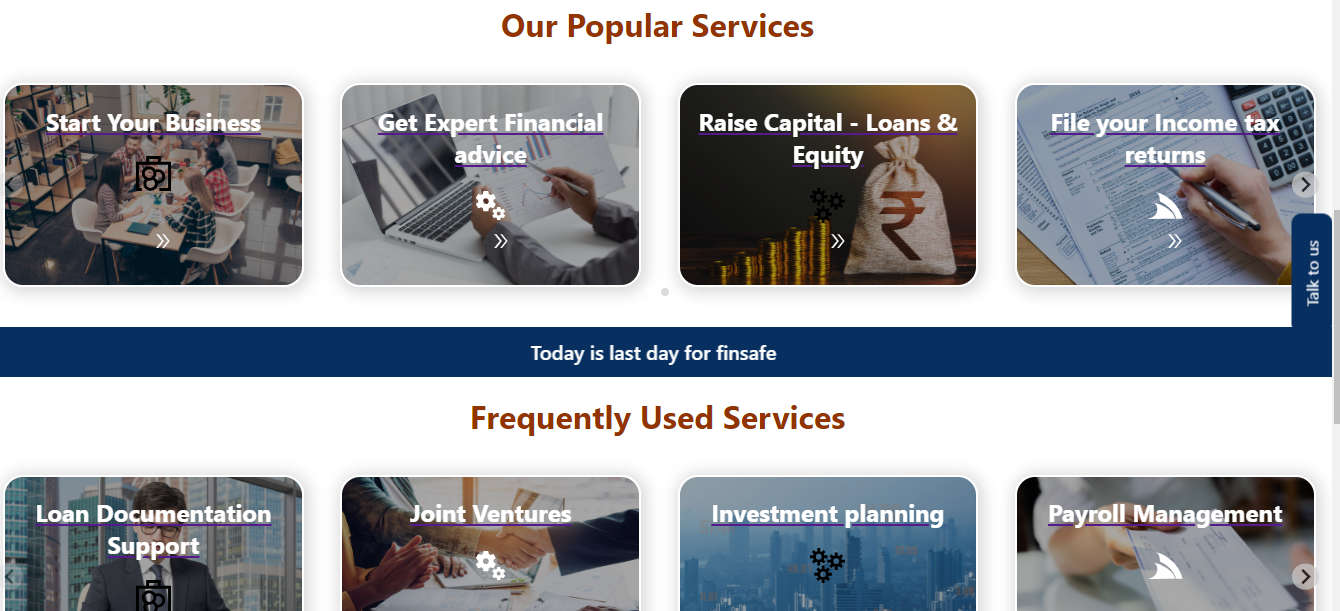 Our Popular Services
Start Your Business
Get Expert Financial
advice
Raise Capital - Loans &
Equity
File your Income tax
returns
Talk to us
Today is last day for finsafe
Frequently Used Services
Loan Documentation
Support
Joint Ventures
Investment planning
Payroll Management